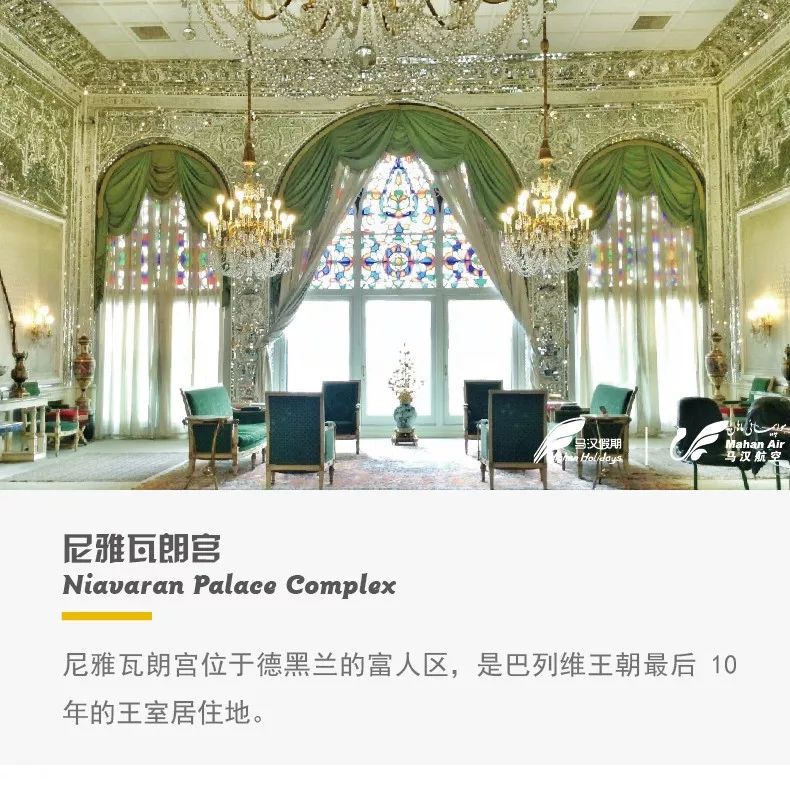 马汉假期
Mahan Holidays
Mahan Air
马汉航空
尼雅瓦朗宫
Niavaran Palace Complex
尼雅瓦朗宫位于德黑兰的富人区，是巴列维王朝最后 10
年的王室居住地。